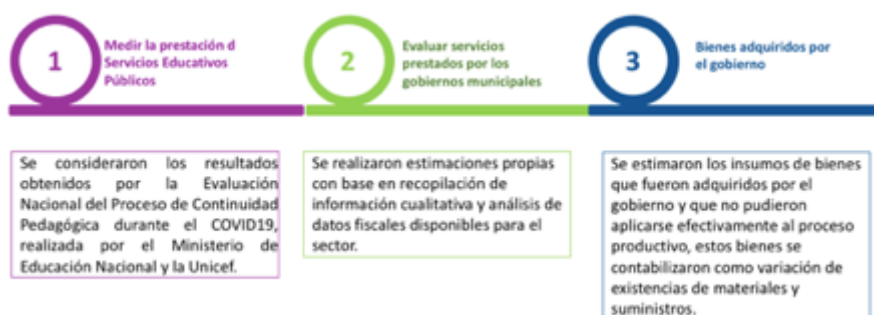 1
Medir la prestación d
Servicios Educativos
Públicos
2
Evaluar servicios
prestados por los
gobiernos municipales
3
Bienes adquiridos por
el gobierno
Se consideraron los resultados
obtenidos por la Evaluación
Nacional del Proceso de Continuidad
Pedagógica durante el COVID19,
realizada por el Ministerio de
Educación Nacional y la Unicef.
Se realizaron estimaciones propias
con base en recopilación de
información cualitativa y análisis de
datos fiscales disponibles para el
sector.
Se estimaron los insumos de bienes
que fueron adquiridos por el
gobierno y que no pudieron
aplicarse efectivamente al proceso
productivo, estos bienes se
contabilizaron como variación de
existencias de materiales y
suministros.